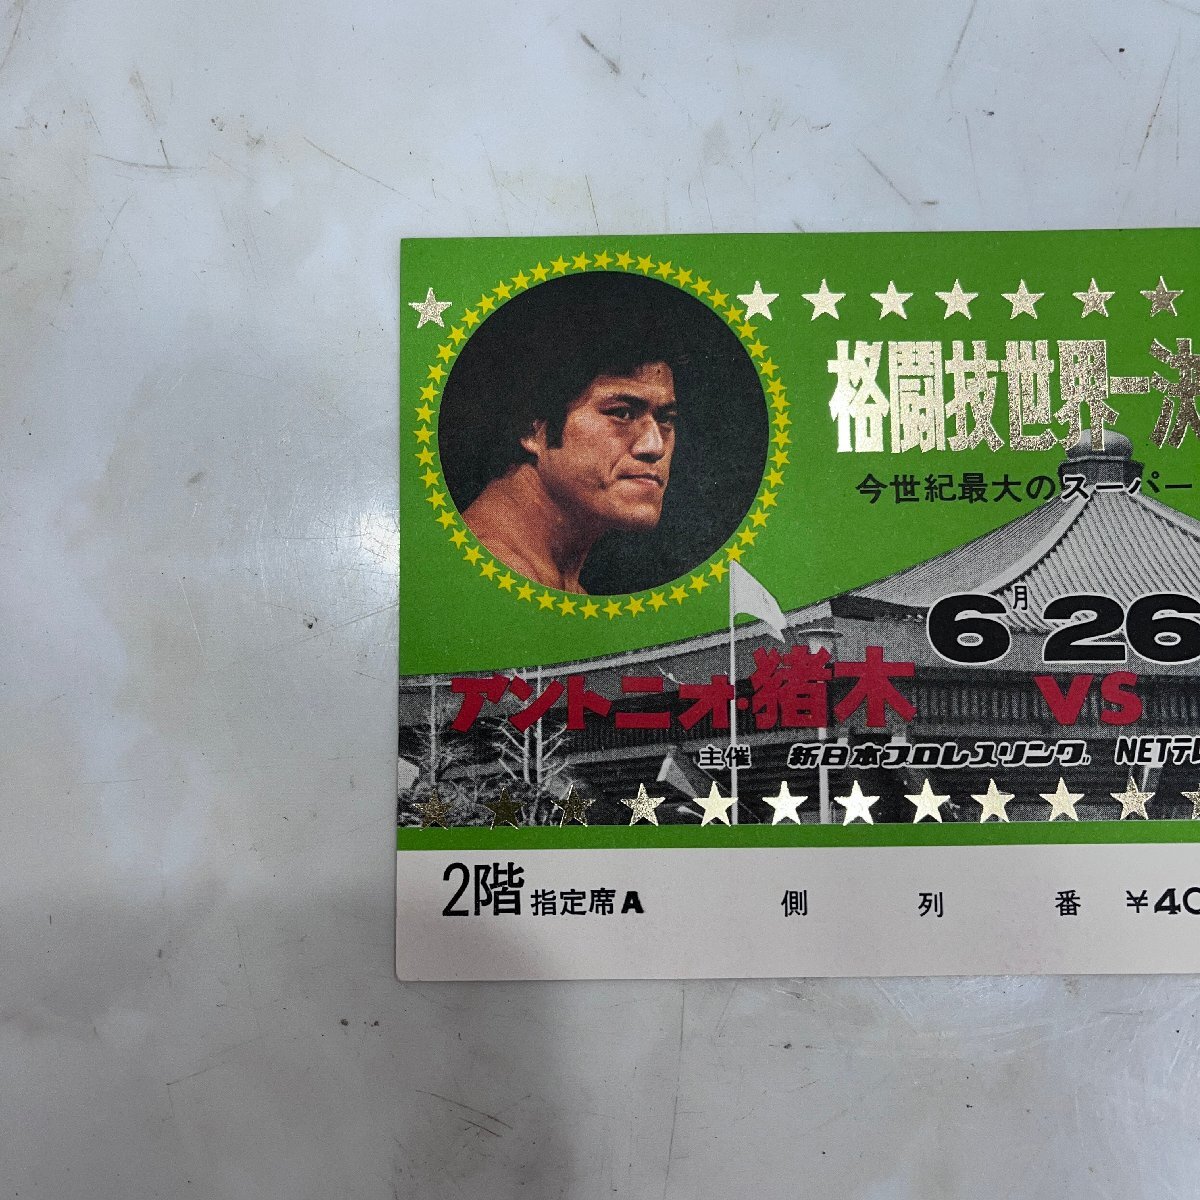 格闘技世界一決
今世紀最大のスーパー
6月26
アントニオ・猪木 VS
主催 新日本プロレスリング NETテレ
2階 指定席A 側 列 番 ¥40